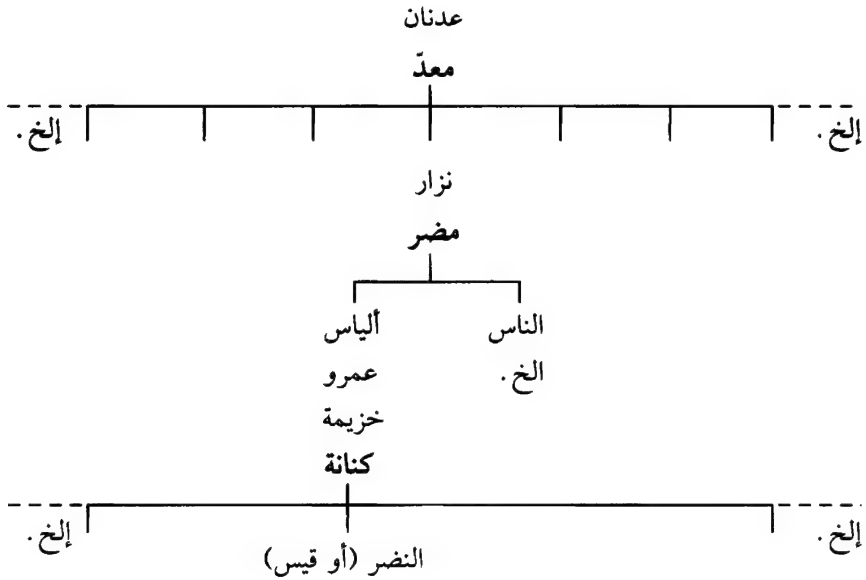 عدنان
معدّ
إلخ. إلخ.
نزار
مضر
الناس ألياس
الخ. عمرو
خزيمة
كنانة
إلخ. إلخ.
النضر (أو قيس)